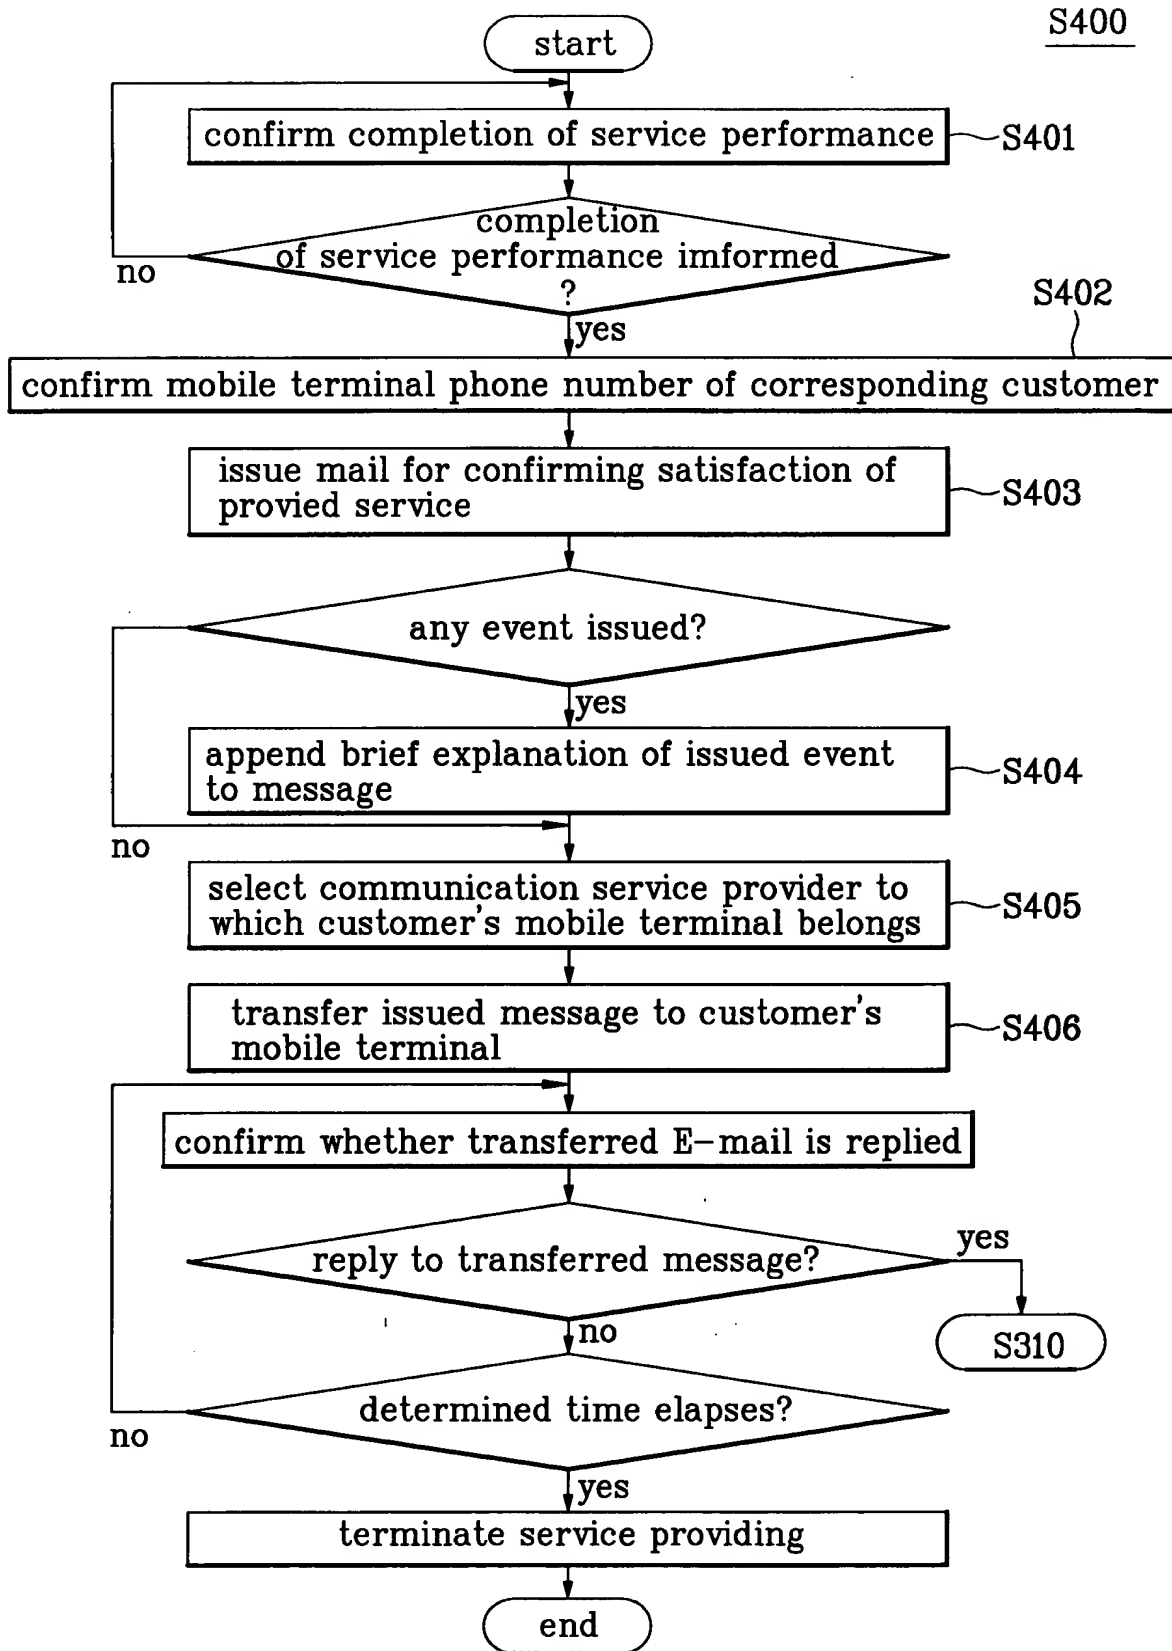 S400
start
confirm completion of service performance
S401
completion
of service performance imformed
?
no
yes
S402
confirm mobile terminal phone number of corresponding customer
issue mail for confirming satisfaction of
provied service
S403
any event issued?
yes
append brief explanation of issued event
to message
S404
no
select communication service provider to
which customer's mobile terminal belongs
S405
transfer issued message to customer's
mobile terminal
S406
confirm whether transferred E-mail is replied
reply to transferred message?
yes
no
S310
determined time elapses?
no
yes
terminate service providing
end